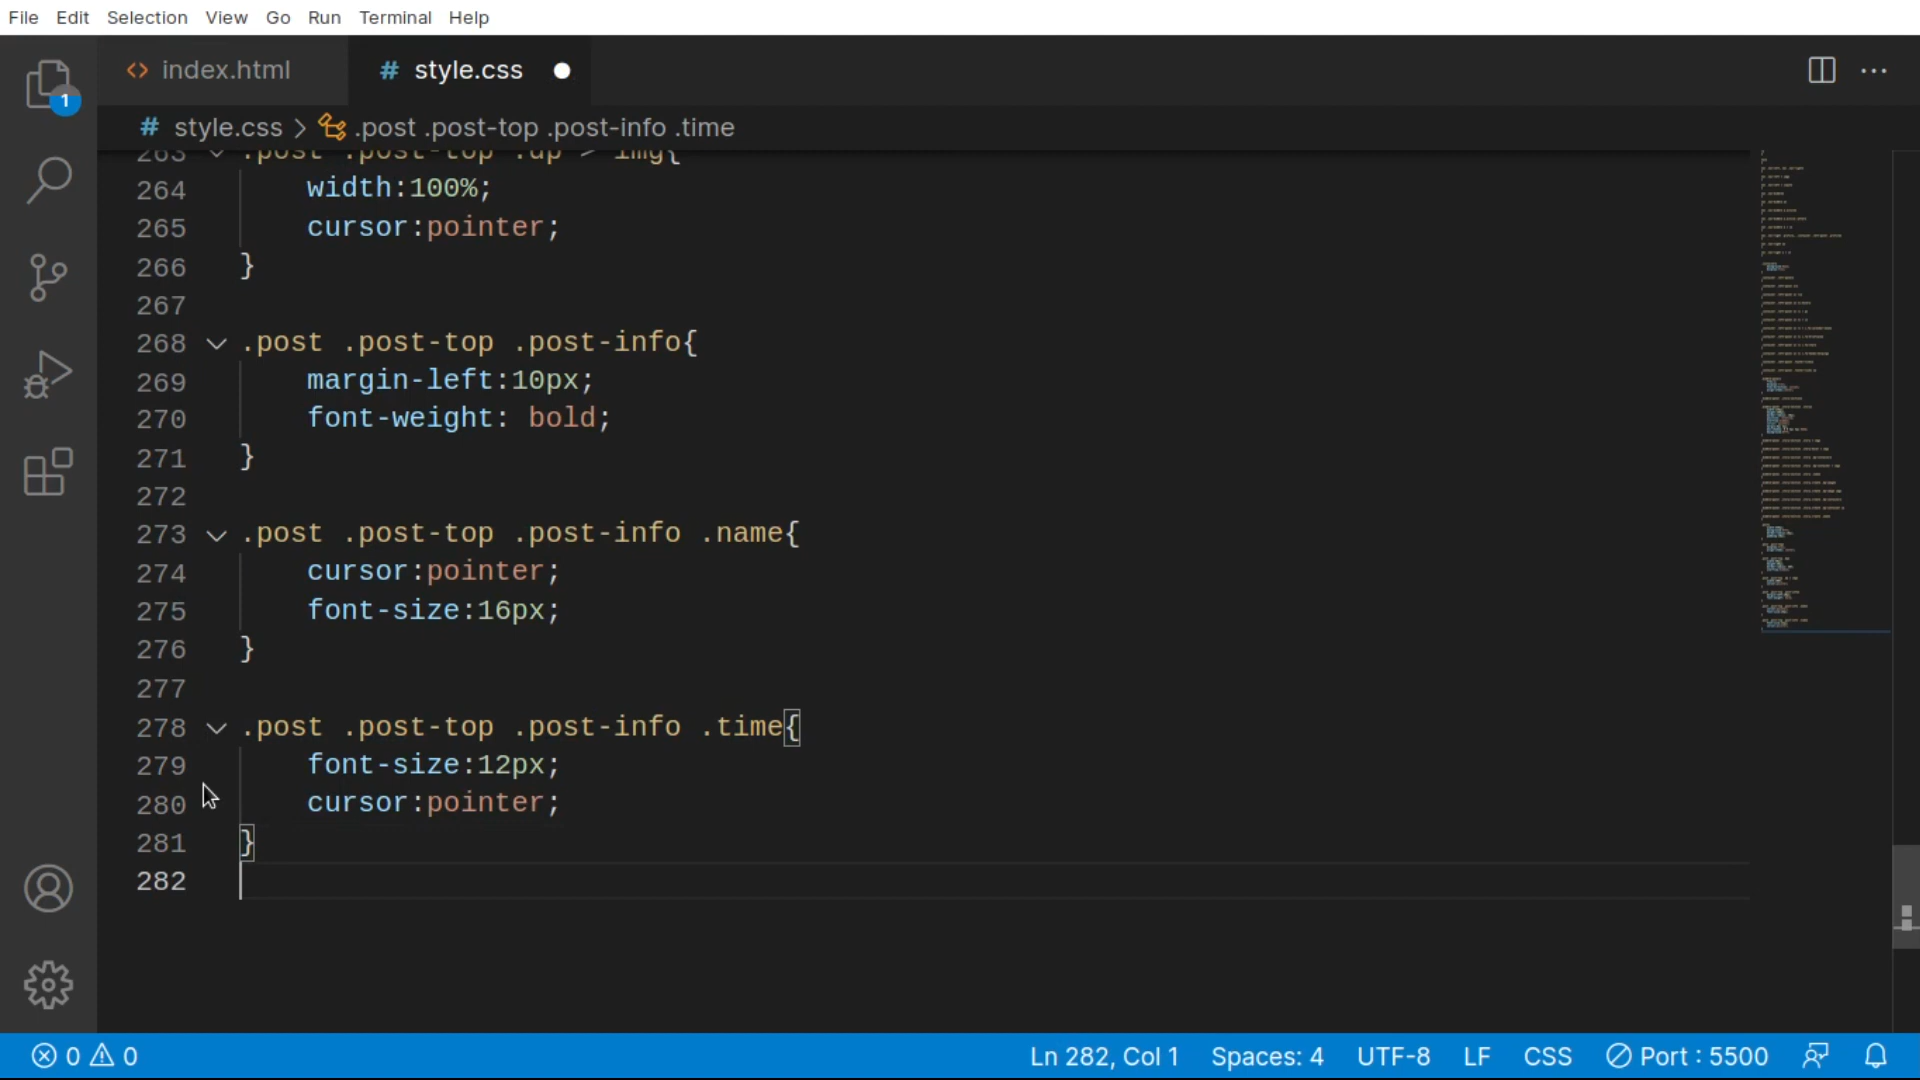 File Edit Selection View Go Run Terminal Help
index.html # style.css
# style.css > .post .post-top .post-info .time
263 .post .post-top .dp > img{
264 width:100%;
265 cursor:pointer;
266 }
267
268 .post .post-top .post-info{
269 margin-left:10px;
270 font-weight: bold;
271 }
272
273 .post .post-top .post-info .name{
274 cursor:pointer;
275 font-size:16px;
276 }
277
278 .post .post-top .post-info .time{
279 font-size:12px;
280 cursor:pointer;
281 }
282
1
0 0 Ln 282, Col 1 Spaces: 4 UTF-8 LF CSS Port : 5500